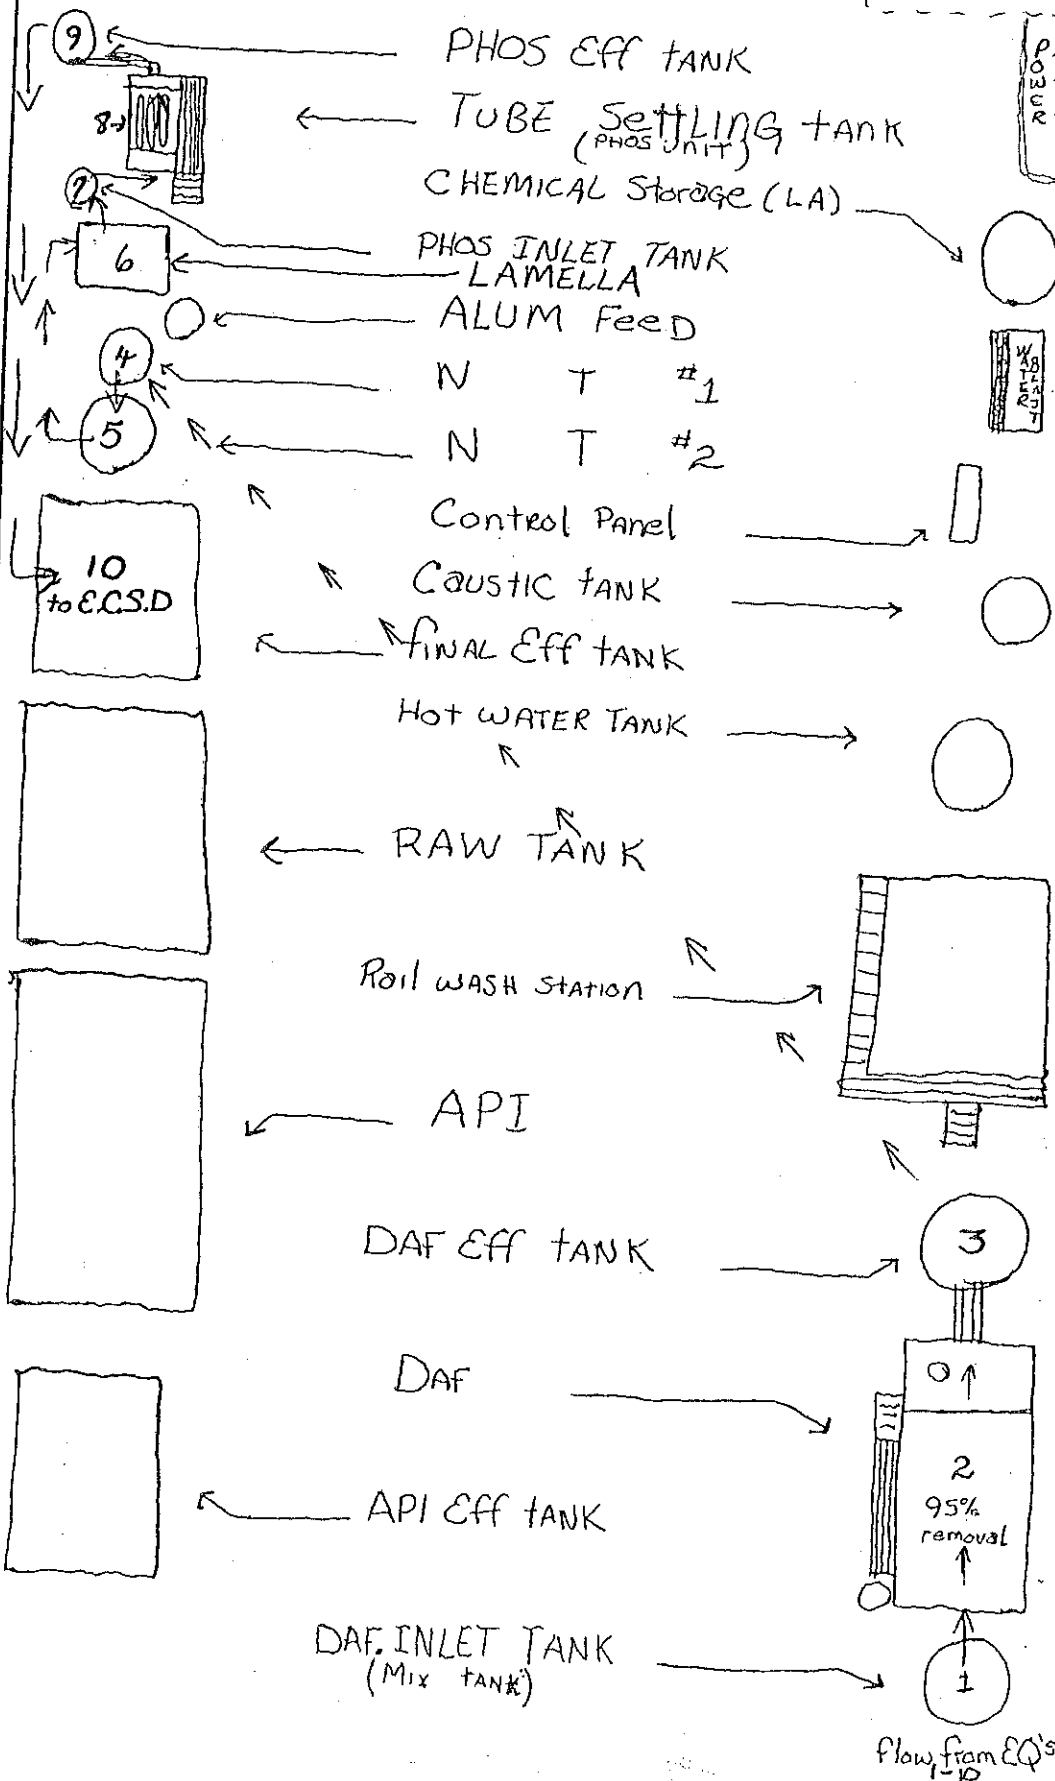 9
PHOS Eff tANK
POWER
8
TUBE SettLING tANK
(PHOS UNIT)
CHEMICAL Storage (LA)
7
PHOS INLET TANK
6
LAMELLA
ALUM FeeD
4
N T #1
WATER
5
N T #2
Control Panel
10
to E.C.S.D
Caustic tANK
fINAL Eff tANK
Hot WATER TANK
RAW TANK
Rail WASH StATION
API
DAF Eff tANK
3
DAF
2
95%
removal
API Eff tANK
DAF. INLET TANK
(MIX tANK)
1
flow from EQ's
1-10